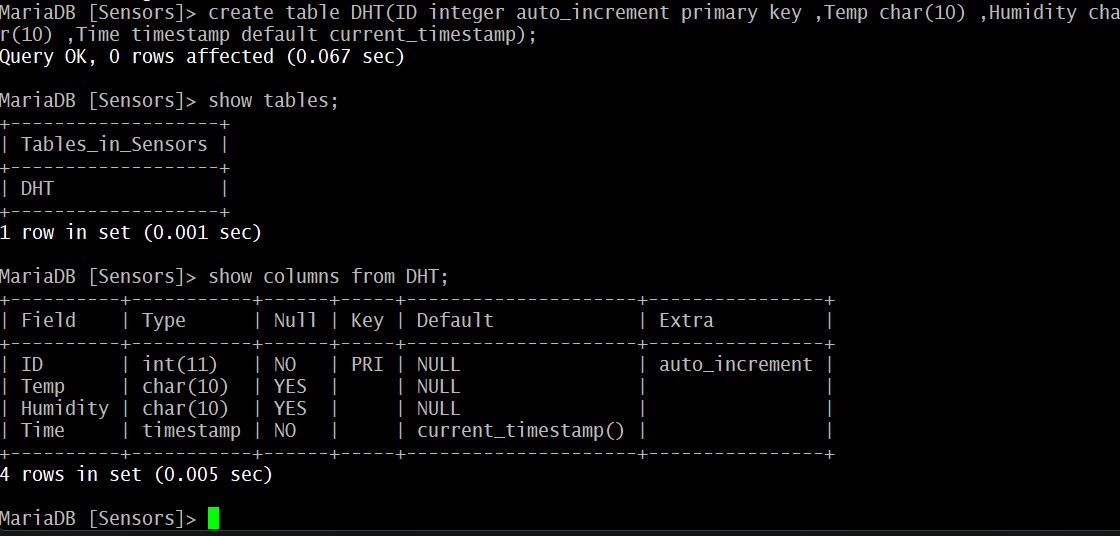 MariaDB [Sensors]> create table DHT(ID integer auto_increment primary key ,Temp char(10) ,Humidity cha
r(10) ,Time timestamp default current_timestamp);
Query OK, 0 rows affected (0.067 sec)
MariaDB [Sensors]> show tables;
+-------------------+
| Tables_in_Sensors |
+-------------------+
| DHT               |
+-------------------+
1 row in set (0.001 sec)
MariaDB [Sensors]> show columns from DHT;
+----------+-----------+------+-----+---------------------+----------------+
| Field    | Type      | Null | Key | Default             | Extra          |
+----------+-----------+------+-----+---------------------+----------------+
| ID       | int(11)   | NO   | PRI | NULL                | auto_increment |
| Temp     | char(10)  | YES  |     | NULL                |                |
| Humidity | char(10)  | YES  |     | NULL                |                |
| Time     | timestamp | NO   |     | current_timestamp() |                |
+----------+-----------+------+-----+---------------------+----------------+
4 rows in set (0.005 sec)
MariaDB [Sensors]>